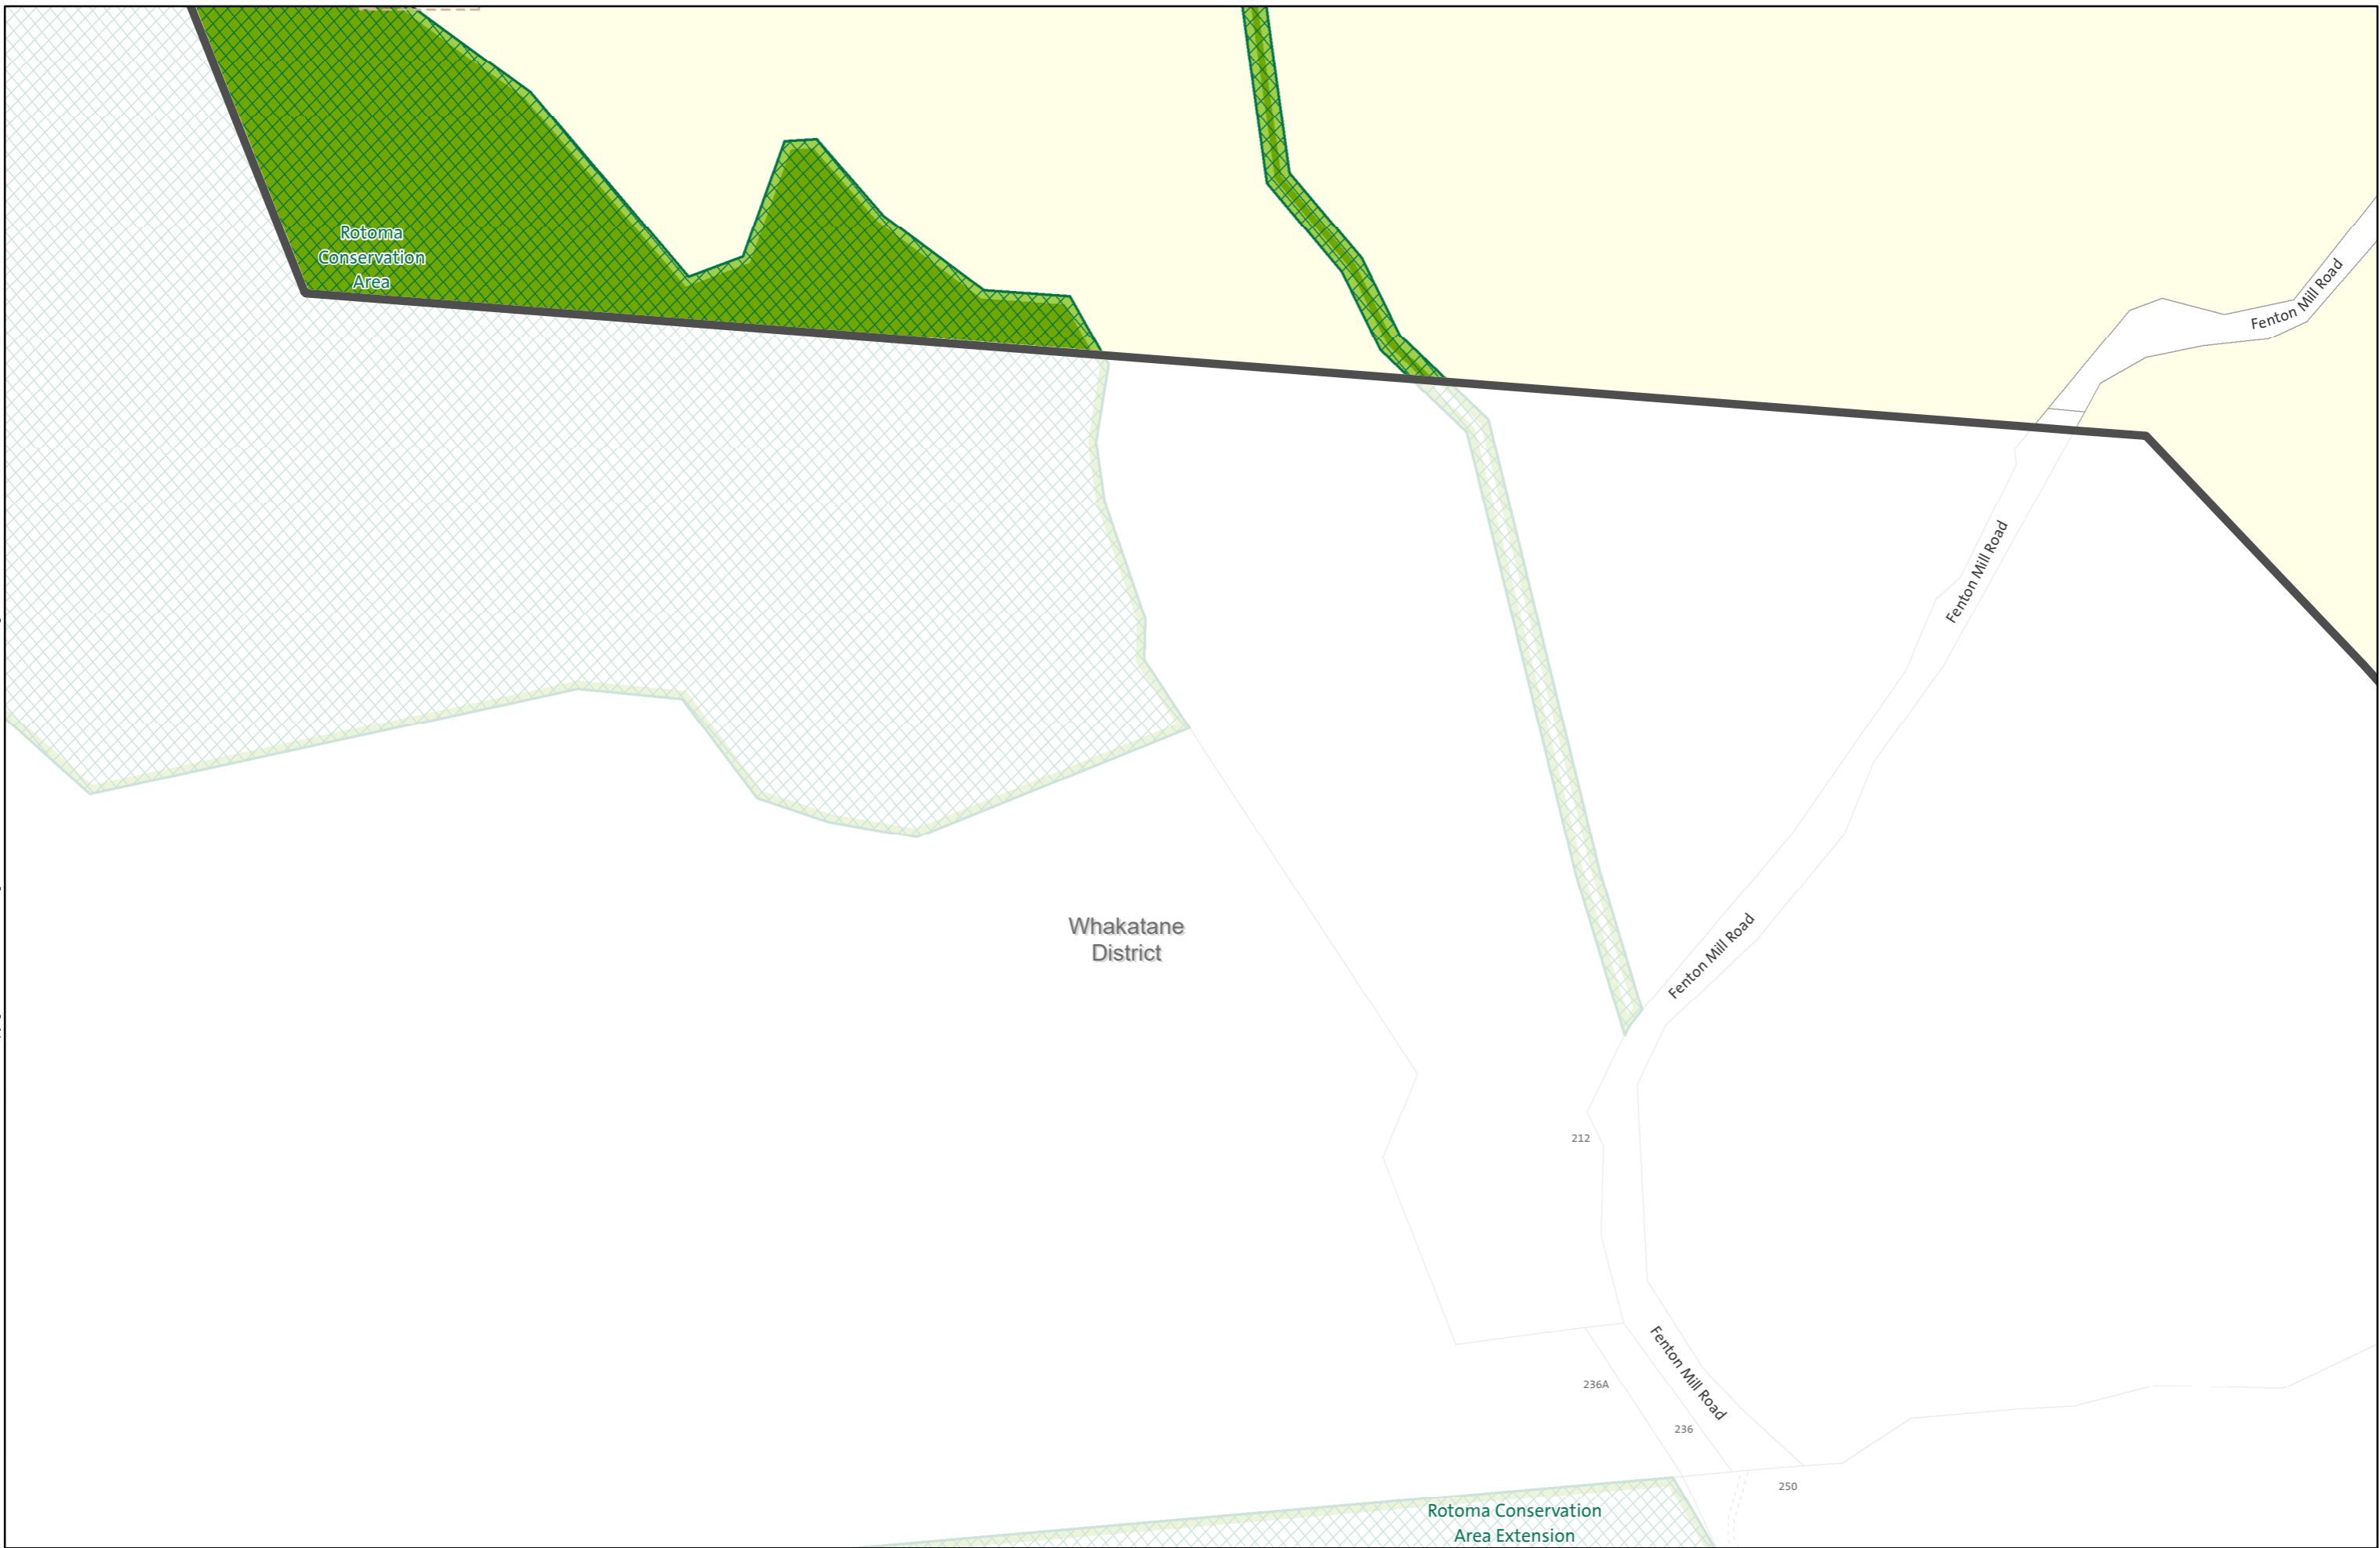 Rotoma
Conservation
Area
Fenton Mill Road
Fenton Mill Road
Whakatane
District
Fenton Mill Road
212
Fenton Mill Road
236A
236
250
Rotoma Conservation
Area Extension